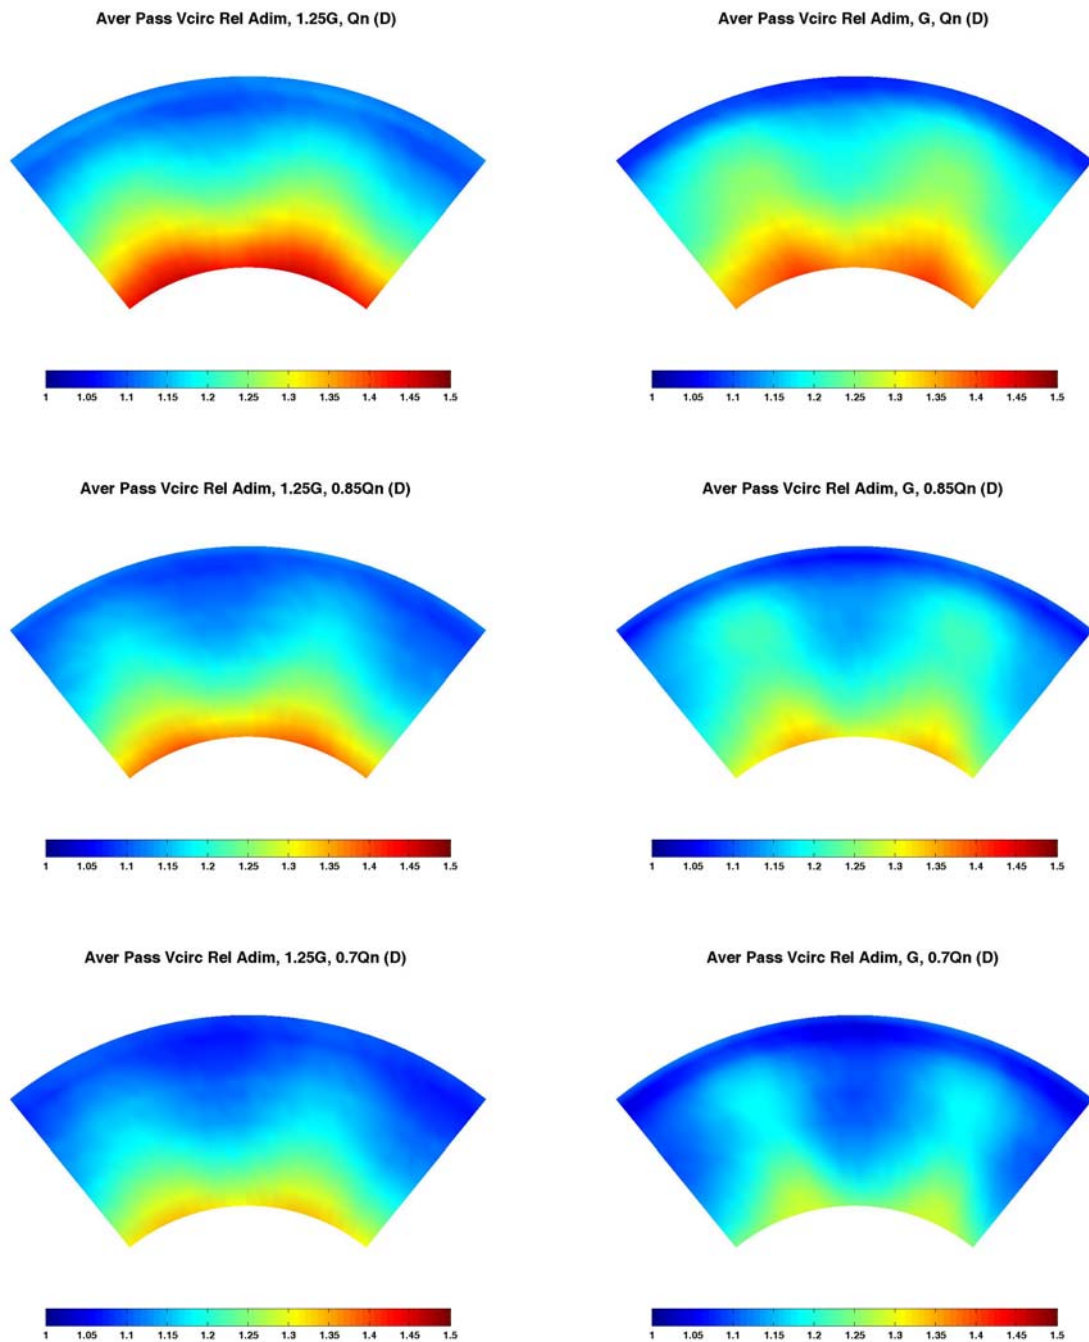 Aver Pass Vcirc Rel Adim, 1.25G, Qn (D)
Aver Pass Vcirc Rel Adim, G, Qn (D)
1 1.05 1.1 1.15 1.2 1.25 1.3 1.35 1.4 1.45 1.5
1 1.05 1.1 1.15 1.2 1.25 1.3 1.35 1.4 1.45 1.5
Aver Pass Vcirc Rel Adim, 1.25G, 0.85Qn (D)
Aver Pass Vcirc Rel Adim, G, 0.85Qn (D)
1 1.05 1.1 1.15 1.2 1.25 1.3 1.35 1.4 1.45 1.5
1 1.05 1.1 1.15 1.2 1.25 1.3 1.35 1.4 1.45 1.5
Aver Pass Vcirc Rel Adim, 1.25G, 0.7Qn (D)
Aver Pass Vcirc Rel Adim, G, 0.7Qn (D)
1 1.05 1.1 1.15 1.2 1.25 1.3 1.35 1.4 1.45 1.5
1 1.05 1.1 1.15 1.2 1.25 1.3 1.35 1.4 1.45 1.5